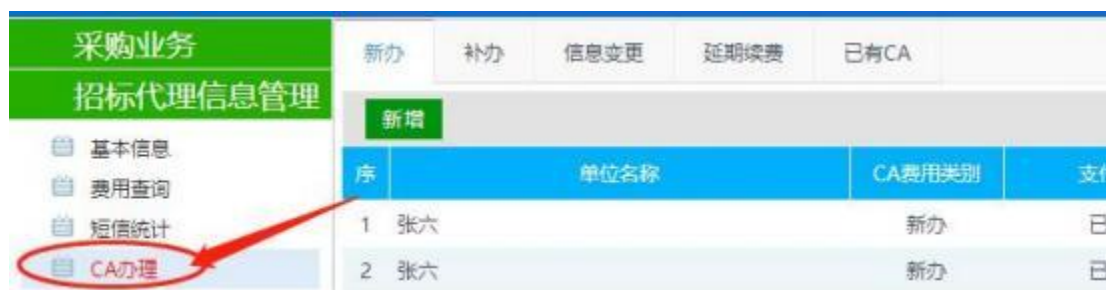 采购业务
招标代理信息管理
基本信息
费用查询
短信统计
CA办理
新办 补办 信息变更 延期续费 已有CA
新增
序 单位名称 CA费用类别 支
1 张六 新办
2 张六 新办